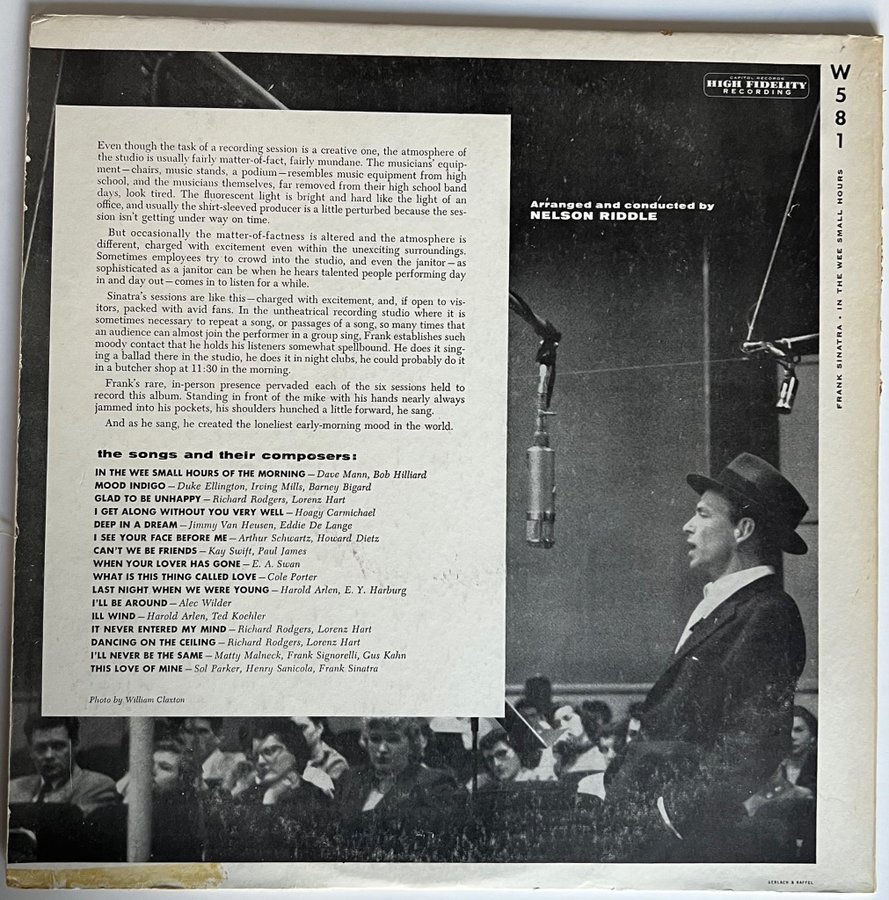 CAPITOL RECORDS
HIGH FIDELITY
RECORDING
W581
FRANK SINATRA • IN THE WEE SMALL HOURS
Arranged and conducted by
NELSON RIDDLE
Even though the task of a recording session is a creative one, the atmosphere of
the studio is usually fairly matter-of-fact, fairly mundane. The musicians' equip-
ment—chairs, music stands, a podium—resembles music equipment from high
school, and the musicians themselves, far removed from their high school band
days, look tired. The fluorescent light is bright and hard like the light of an
office, and usually the shirt-sleeved producer is a little perturbed because the ses-
sion isn't getting under way on time.
But occasionally the matter-of-factness is altered and the atmosphere is
different, charged with excitement even within the unexciting surroundings.
Sometimes employees try to crowd into the studio, and even the janitor—as
sophisticated as a janitor can be when he hears talented people performing day
in and day out—comes in to listen for a while.
Sinatra's sessions are like this—charged with excitement, and, if open to vis-
itors, packed with avid fans. In the untheatrical recording studio where it is
sometimes necessary to repeat a song, or passages of a song, so many times that
an audience can almost join the performer in a group sing, Frank establishes such
moody contact that he holds his listeners somewhat spellbound. He does it sing-
ing a ballad there in the studio, he does it in night clubs, he could probably do it
in a butcher shop at 11:30 in the morning.
Frank's rare, in-person presence pervaded each of the six sessions held to
record this album. Standing in front of the mike with his hands nearly always
jammed into his pockets, his shoulders hunched a little forward, he sang.
And as he sang, he created the loneliest early-morning mood in the world.
the songs and their composers:
IN THE WEE SMALL HOURS OF THE MORNING—Dave Mann, Bob Hilliard
MOOD INDIGO—Duke Ellington, Irving Mills, Barney Bigard
GLAD TO BE UNHAPPY—Richard Rodgers, Lorenz Hart
I GET ALONG WITHOUT YOU VERY WELL—Hoagy Carmichael
DEEP IN A DREAM—Jimmy Van Heusen, Eddie De Lange
I SEE YOUR FACE BEFORE ME—Arthur Schwartz, Howard Dietz
CAN'T WE BE FRIENDS—Kay Swift, Paul James
WHEN YOUR LOVER HAS GONE—E. A. Swan
WHAT IS THIS THING CALLED LOVE—Cole Porter
LAST NIGHT WHEN WE WERE YOUNG—Harold Arlen, E. Y. Harburg
I'LL BE AROUND—Alec Wilder
ILL WIND—Harold Arlen, Ted Koehler
IT NEVER ENTERED MY MIND—Richard Rodgers, Lorenz Hart
DANCING ON THE CEILING—Richard Rodgers, Lorenz Hart
I'LL NEVER BE THE SAME—Matty Malneck, Frank Signorelli, Gus Kahn
THIS LOVE OF MINE—Sol Parker, Henry Sanicola, Frank Sinatra
Photo by William Claxton
GERLACH & RAFFEL